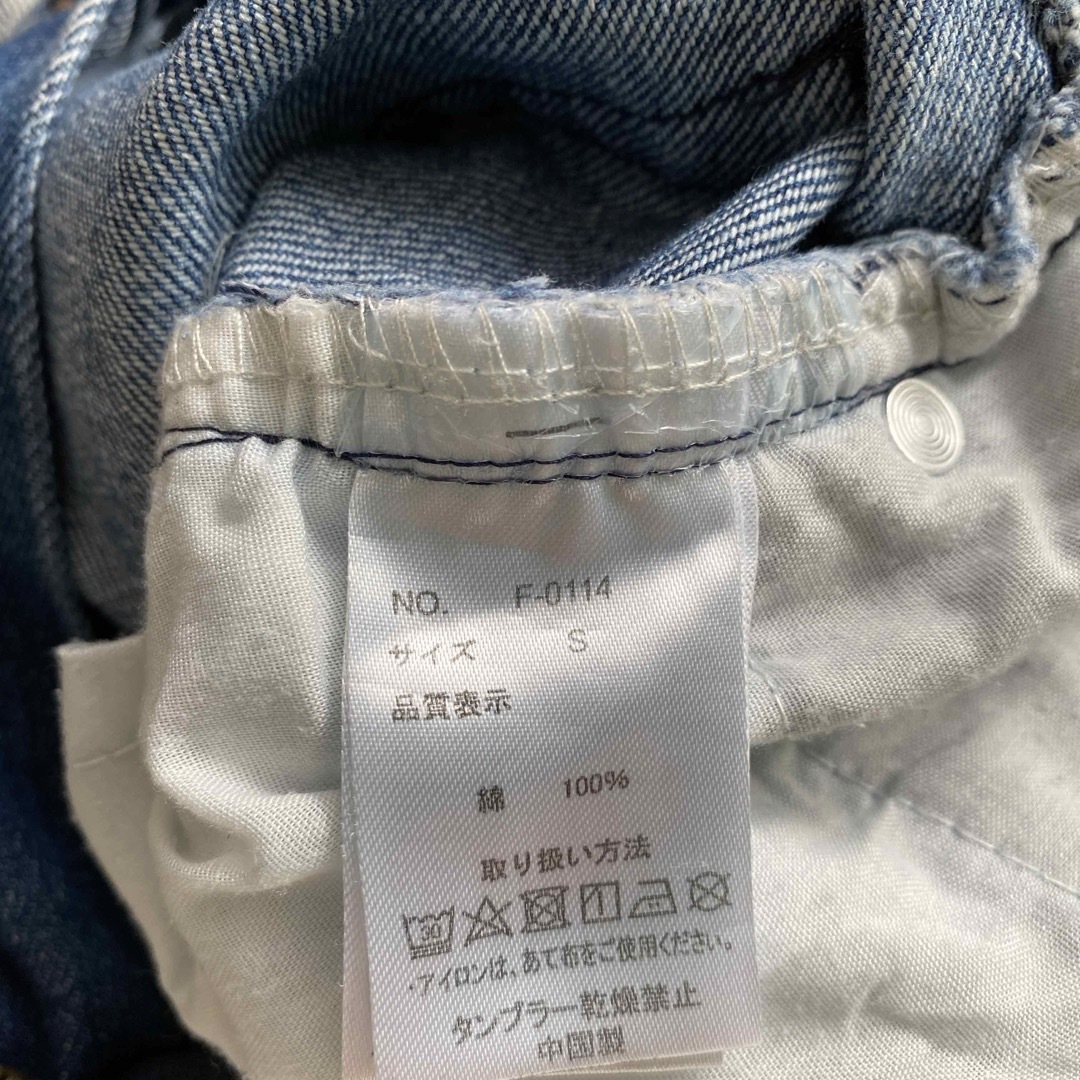 NO. F-0114
サイズ S
品質表示
綿 100%
取り扱い方法
30
・アイロンは、あて布をご使用ください。
タンブラー乾燥禁止
中国製